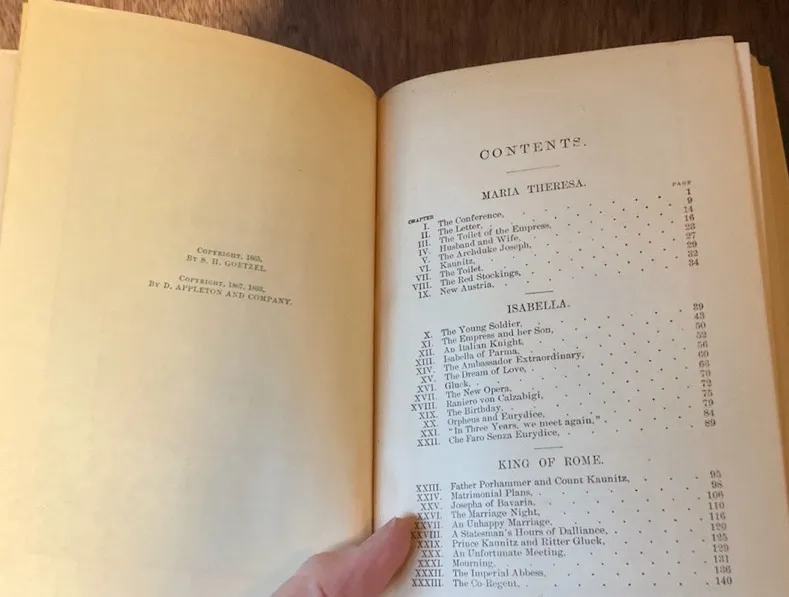 COPYRIGHT, 1865,
BY S. H. GOETZEL.
COPYRIGHT, 1867, 1893,
BY D. APPLETON AND COMPANY.
CONTENTS.
MARIA THERESA.
CHAPTER PAGE
I. The Conference, 1
II. The Letter, 9
III. The Toilet of the Empress, 14
IV. Husband and Wife, 16
V. The Archduke Joseph, 23
VI. Kaunitz, 27
VII. The Toilet. 29
VIII. The Red Stockings, 32
IX. New Austria, 34
ISABELLA.
X. The Young Soldier, 39
XI. The Empress and her Son, 43
XII. An Italian Knight, 50
XIII. Isabella of Parma, 52
XIV. The Ambassador Extraordinary, 56
XV. The Dream of Love, 60
XVI. Gluck,
XVII. The New Opera, 70
XVIII. Raniero von Calzabigi, 72
XIX. The Birthday, 75
XX. Orpheus and Eurydice, 79
XXI. "In Three Years, we meet again," 84
XXII. Che Faro Senza Eurydice, 89
KING OF ROME.
XXIII. Father Porhammer and Count Kaunitz, 95
XXIV. Matrimonial Plans, 98
XXV. Josepha of Bavaria, 106
XXVI. The Marriage Night, 110
XXVII. An Unhappy Marriage, 116
XXVIII. A Statesman's Hours of Dalliance, 120
XXIX. Prince Kaunitz and Ritter Gluck, 125
XXX. An Unfortunate Meeting, 129
XXXI. Mourning, 131
XXXII. The Imperial Abbess, 136
XXXIII. The Co-Regent, 140